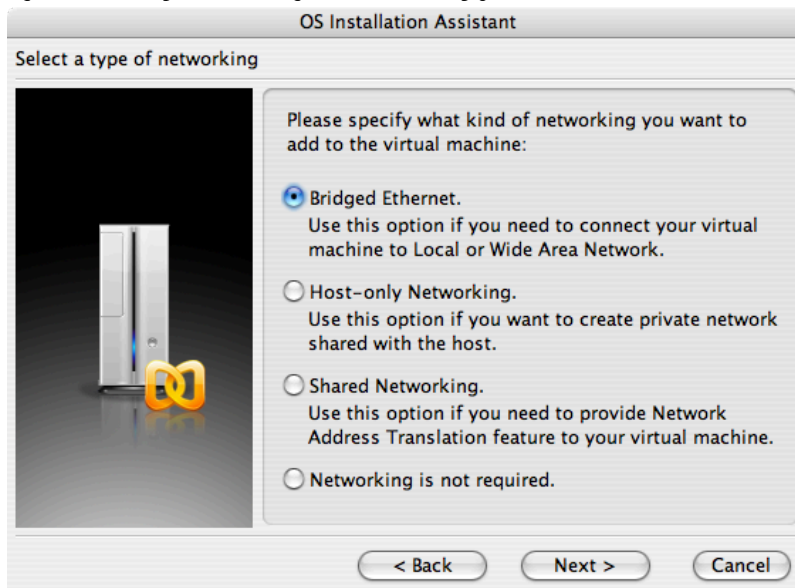 OS Installation Assistant
Select a type of networking
Please specify what kind of networking you want to
add to the virtual machine:
Bridged Ethernet.
Use this option if you need to connect your virtual
machine to Local or Wide Area Network.
Host-only Networking.
Use this option if you want to create private network
shared with the host.
Shared Networking.
Use this option if you need to provide Network
Address Translation feature to your virtual machine.
Networking is not required.
< Back
Next >
Cancel